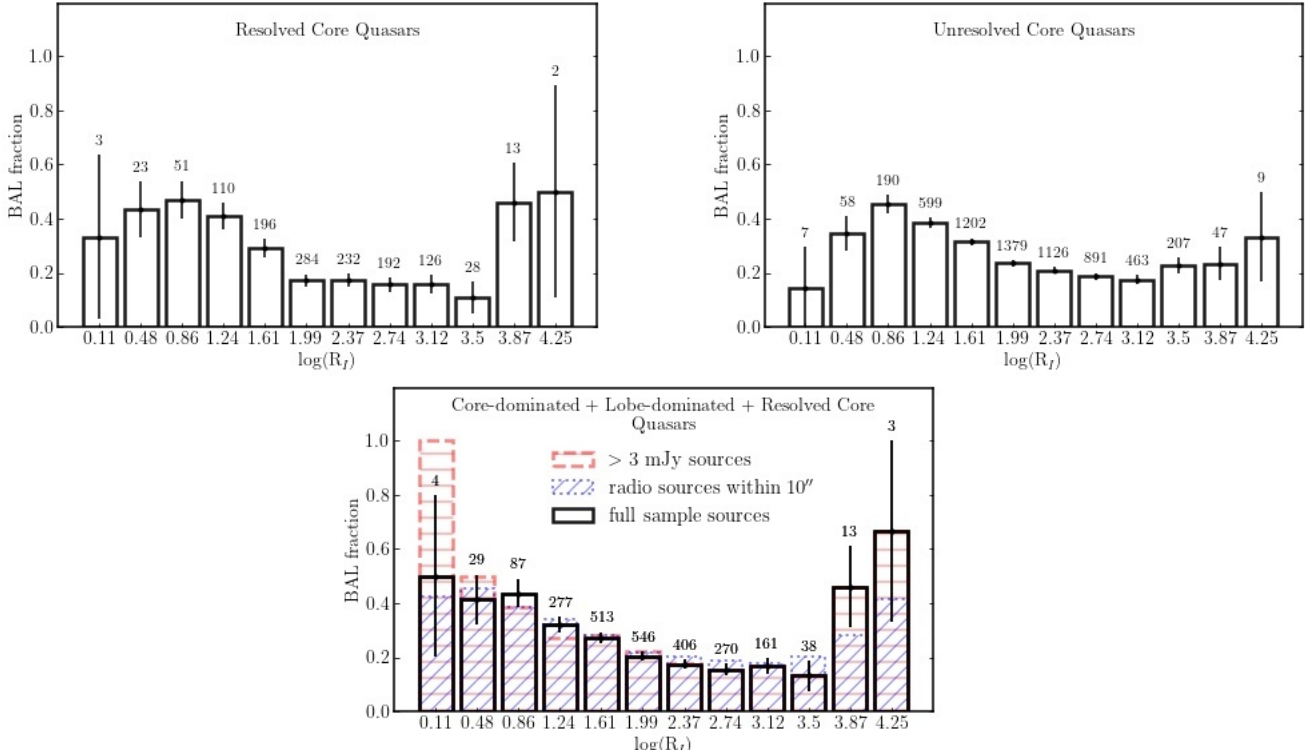 Resolved Core Quasars
BAL fraction
1.0
0.8
0.6
0.4
0.2
0.0
3 23 51 110 196 284 232 192 126 28 13 2
0.11 0.48 0.86 1.24 1.61 1.99 2.37 2.74 3.12 3.5 3.87 4.25
log(R_I)
Unresolved Core Quasars
BAL fraction
1.0
0.8
0.6
0.4
0.2
0.0
7 58 190 599 1202 1379 1126 891 463 207 47 9
0.11 0.48 0.86 1.24 1.61 1.99 2.37 2.74 3.12 3.5 3.87 4.25
log(R_I)
Core-dominated + Lobe-dominated + Resolved Core
Quasars
> 3 mJy sources
radio sources within 10″
full sample sources
BAL fraction
1.0
0.8
0.6
0.4
0.2
0.0
4 29 87 277 513 546 406 270 161 38 13 3
0.11 0.48 0.86 1.24 1.61 1.99 2.37 2.74 3.12 3.5 3.87 4.25
log(R_I)